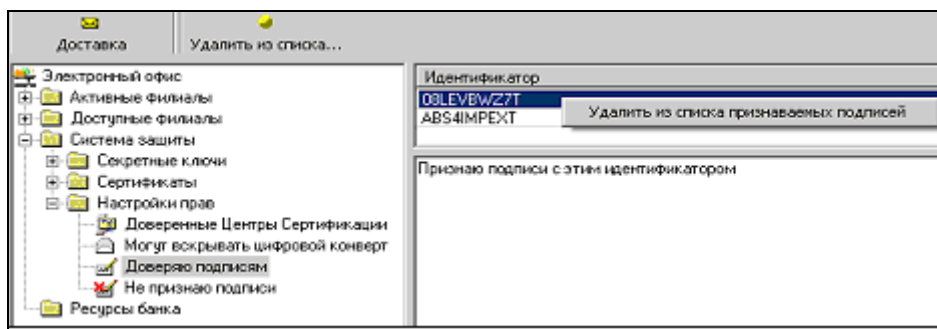 Доставка
Удалить из списка...
Электронный офис
Активные филиалы
Доступные филиалы
Система защиты
Секретные ключи
Сертификаты
Настройки прав
Доверенные Центры Сертификации
Могут вскрывать цифровой конверт
Доверяю подписям
Не признаю подписи
Ресурсы банка
Идентификатор
08LEVBWZ7T
ABS4IMPEXT
Удалить из списка признаваемых подписей
Признаю подписи с этим идентификатором